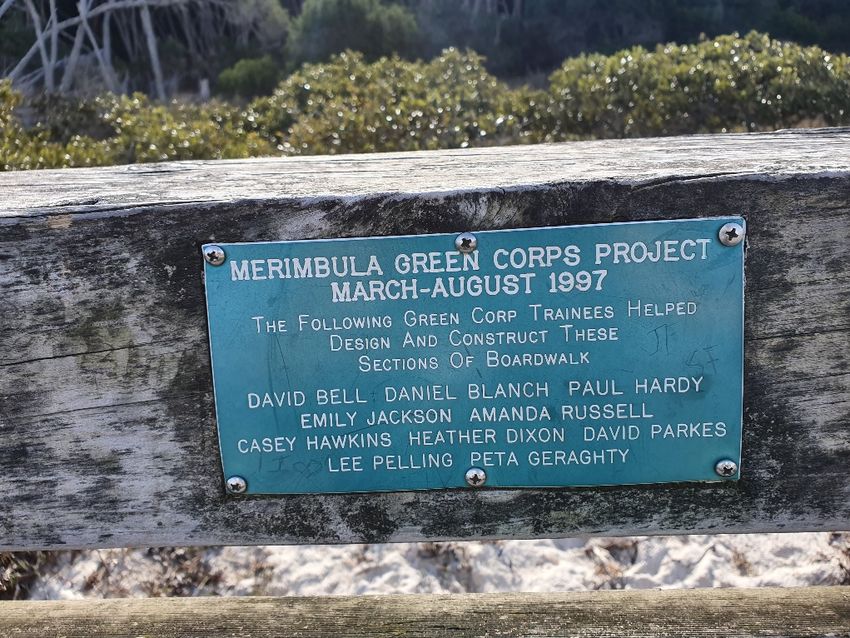 MERIMBULA GREEN CORPS PROJECT
MARCH-AUGUST 1997
The Following Green Corp Trainees Helped
Design And Construct These
Sections Of Boardwalk
DAVID BELL DANIEL BLANCH PAUL HARDY
EMILY JACKSON AMANDA RUSSELL
CASEY HAWKINS HEATHER DIXON DAVID PARKES
LEE PELLING PETA GERAGHTY